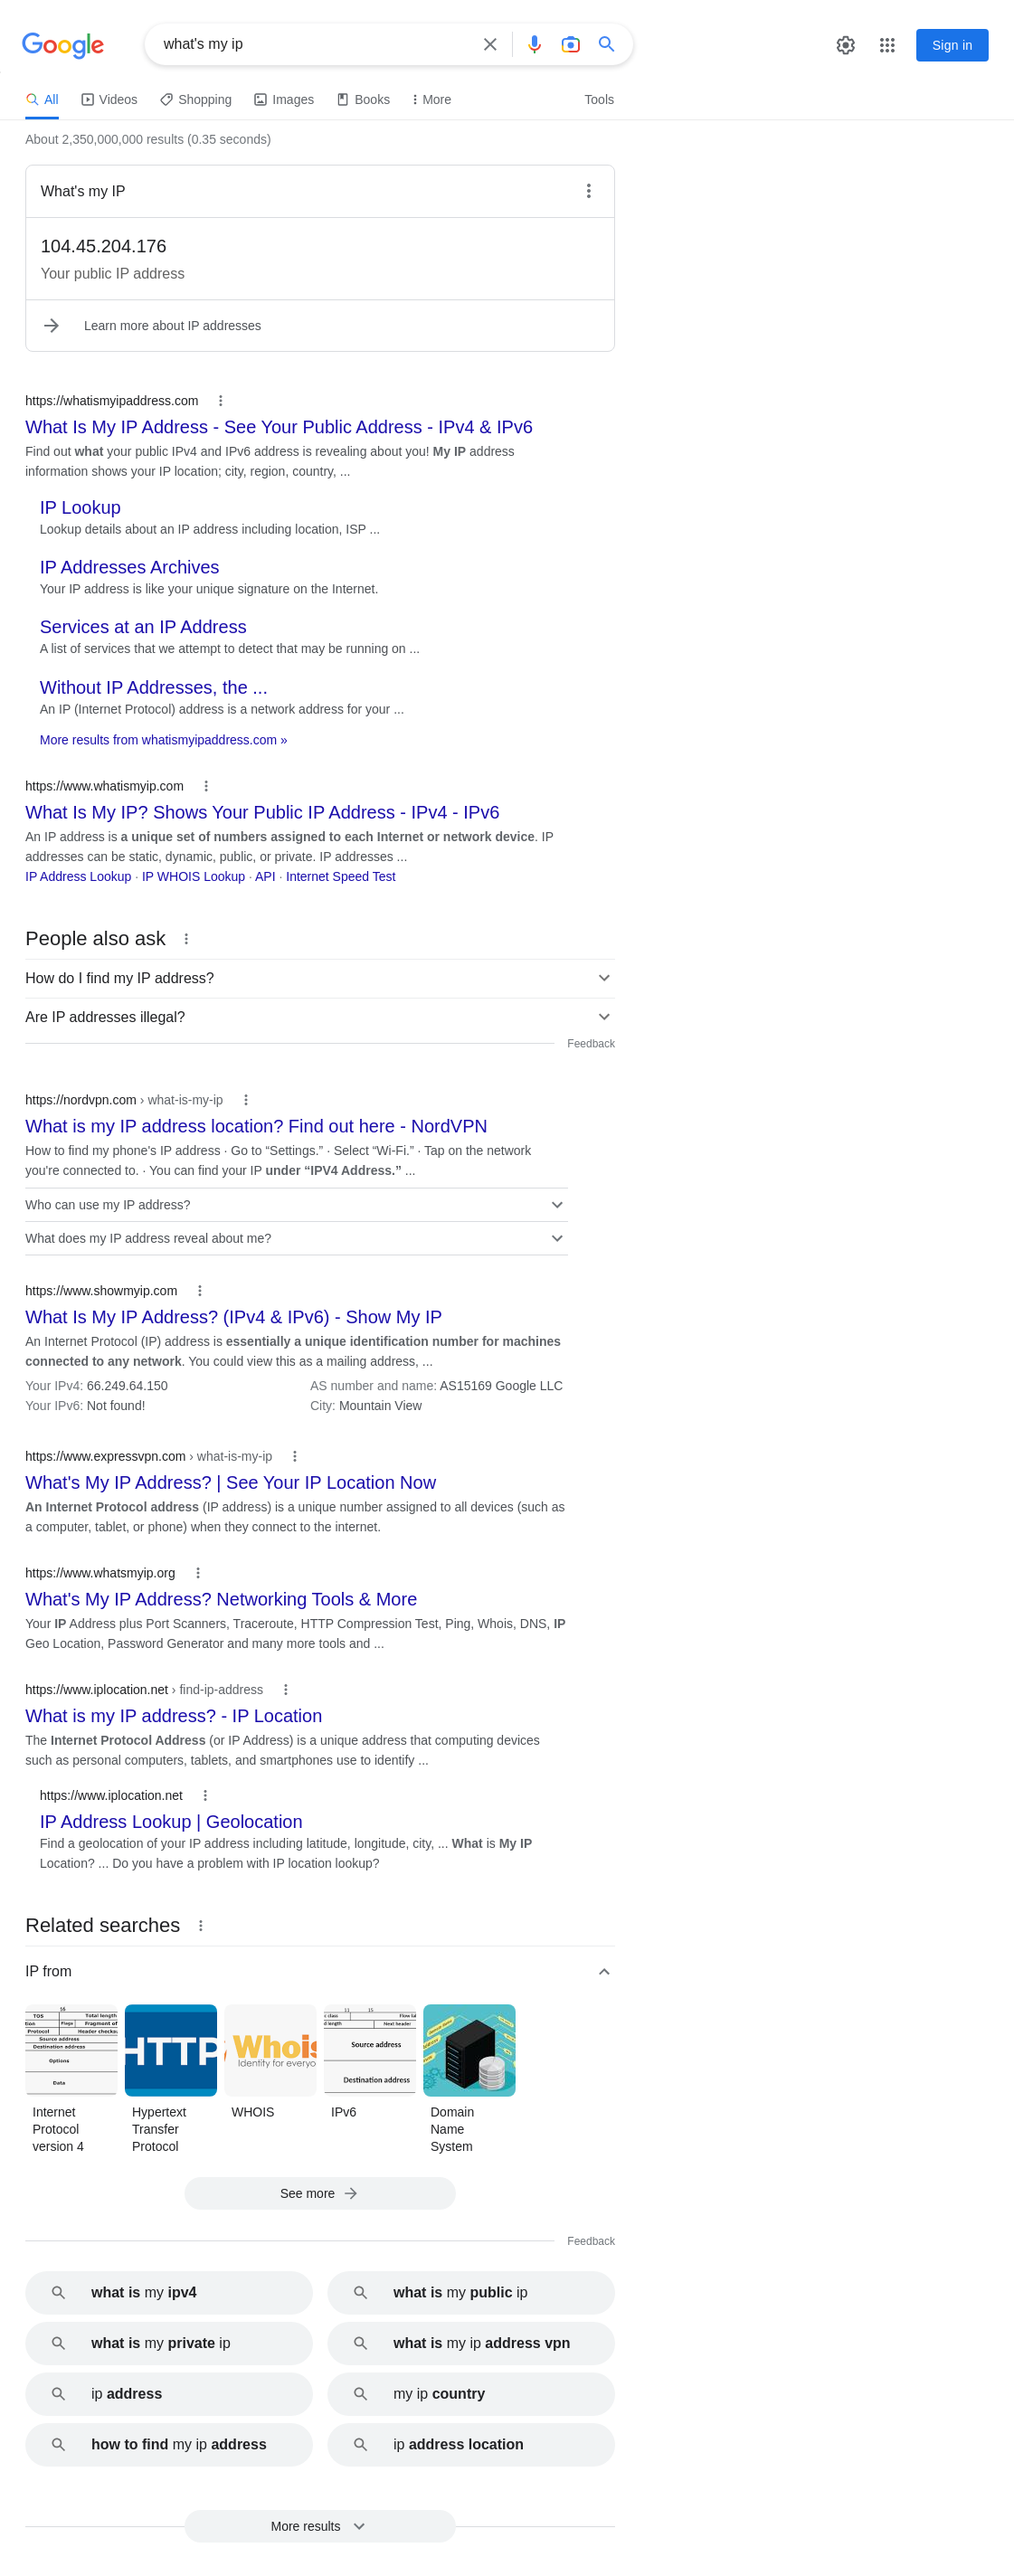 Google
what's my ip
Sign in
All
Videos
Shopping
Images
Books
More
Tools
About 2,350,000,000 results (0.35 seconds)
What's my IP
104.45.204.176
Your public IP address
Learn more about IP addresses
https://whatismyipaddress.com
What Is My IP Address - See Your Public Address - IPv4 & IPv6
Find out what your public IPv4 and IPv6 address is revealing about you! My IP address
information shows your IP location; city, region, country, ...
IP Lookup
Lookup details about an IP address including location, ISP ...
IP Addresses Archives
Your IP address is like your unique signature on the Internet.
Services at an IP Address
A list of services that we attempt to detect that may be running on ...
Without IP Addresses, the ...
An IP (Internet Protocol) address is a network address for your ...
More results from whatismyipaddress.com »
https://www.whatismyip.com
What Is My IP? Shows Your Public IP Address - IPv4 - IPv6
An IP address is a unique set of numbers assigned to each Internet or network device. IP
addresses can be static, dynamic, public, or private. IP addresses ...
IP Address Lookup · IP WHOIS Lookup · API · Internet Speed Test
People also ask
How do I find my IP address?
Are IP addresses illegal?
Feedback
https://nordvpn.com › what-is-my-ip
What is my IP address location? Find out here - NordVPN
How to find my phone's IP address · Go to “Settings.” · Select “Wi-Fi.” · Tap on the network
you're connected to. · You can find your IP under “IPV4 Address.” ...
Who can use my IP address?
What does my IP address reveal about me?
https://www.showmyip.com
What Is My IP Address? (IPv4 & IPv6) - Show My IP
An Internet Protocol (IP) address is essentially a unique identification number for machines
connected to any network. You could view this as a mailing address, ...
Your IPv4: 66.249.64.150
AS number and name: AS15169 Google LLC
Your IPv6: Not found!
City: Mountain View
https://www.expressvpn.com › what-is-my-ip
What's My IP Address? | See Your IP Location Now
An Internet Protocol address (IP address) is a unique number assigned to all devices (such as
a computer, tablet, or phone) when they connect to the internet.
https://www.whatsmyip.org
What's My IP Address? Networking Tools & More
Your IP Address plus Port Scanners, Traceroute, HTTP Compression Test, Ping, Whois, DNS, IP
Geo Location, Password Generator and many more tools and ...
https://www.iplocation.net › find-ip-address
What is my IP address? - IP Location
The Internet Protocol Address (or IP Address) is a unique address that computing devices
such as personal computers, tablets, and smartphones use to identify ...
https://www.iplocation.net
IP Address Lookup | Geolocation
Find a geolocation of your IP address including latitude, longitude, city, ... What is My IP
Location? ... Do you have a problem with IP location lookup?
Related searches
IP from
16
TOS Total length
Flags Fragment of
Protocol Header checksu
Source address
Destination address
Options
Data
HTTP
Whois
Identity for everyo
11 15
class Flow la
length Next header
Source address
Destination address
Internet
Protocol
version 4
Hypertext
Transfer
Protocol
WHOIS
IPv6
Domain
Name
System
See more
Feedback
what is my ipv4
what is my public ip
what is my private ip
what is my ip address vpn
ip address
my ip country
how to find my ip address
ip address location
More results